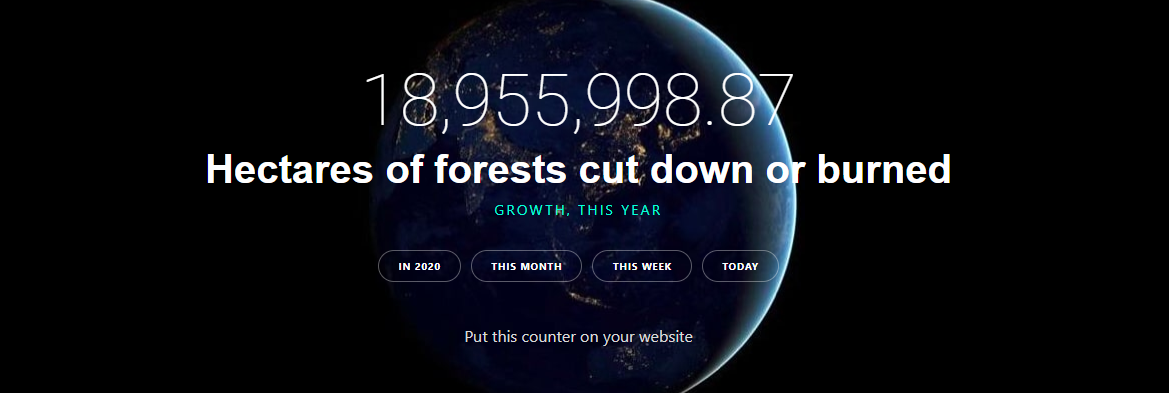 18,955,998.87
Hectares of forests cut down or burned
GROWTH, THIS YEAR
IN 2020 THIS MONTH THIS WEEK TODAY
Put this counter on your website